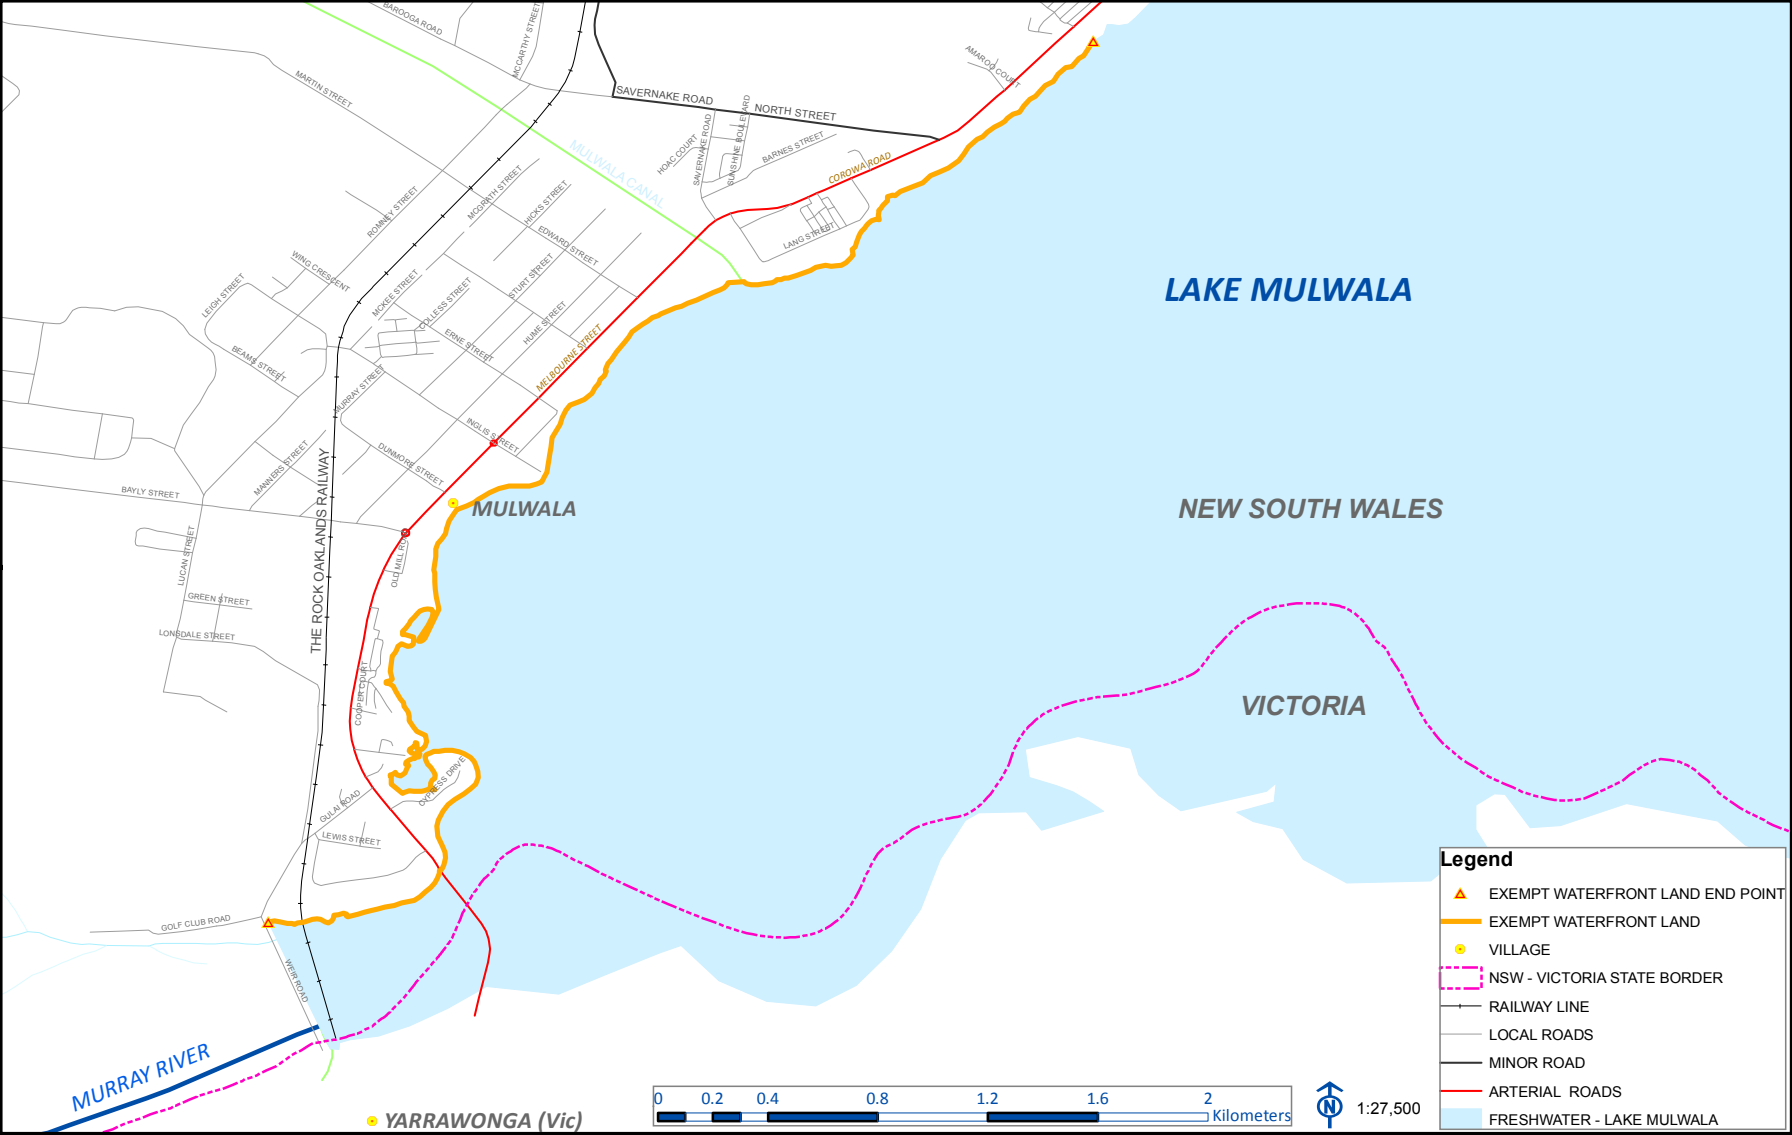 BAROOGA ROAD
MCCARTHY STREET
MARTIN STREET
AMAROO COURT
SAVERNAKE ROAD
NORTH STREET
HOAC COURT
SAVERNAKE ROAD
SUNSHINE BOULEVARD
BARNES STREET
COROWA ROAD
MULWALA CANAL
MCGRATH STREET
HICKS STREET
ROMNEY STREET
EDWARD STREET
LANG STREET
WING CRESCENT
LEIGH STREET
MCKEE STREET
COLLESS STREET
STURT STREET
HUME STREET
ERNE STREET
BEAMS STREET
MELBOURNE STREET
MURRAY STREET
INGLIS STREET
DUNMORE STREET
MANNERS STREET
BAYLY STREET
THE ROCK OAKLANDS RAILWAY
LAKE MULWALA
MULWALA
NEW SOUTH WALES
VICTORIA
OLD MILL RO
LUCAN STREET
GREEN STREET
LONSDALE STREET
COOPER COURT
CYPRESS DRIVE
GULAI ROAD
LEWIS STREET
GOLF CLUB ROAD
WEIR ROAD
MURRAY RIVER
YARRAWONGA (Vic)
0 0.2 0.4 0.8 1.2 1.6 2
Kilometers
N
1:27,500
Legend
EXEMPT WATERFRONT LAND END POINT
EXEMPT WATERFRONT LAND
VILLAGE
NSW - VICTORIA STATE BORDER
RAILWAY LINE
LOCAL ROADS
MINOR ROAD
ARTERIAL ROADS
FRESHWATER - LAKE MULWALA